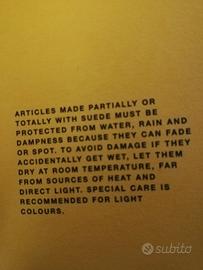 ARTICLES MADE PARTIALLY OR
TOTALLY WITH SUEDE MUST BE
PROTECTED FROM WATER, RAIN AND
DAMPNESS BECAUSE THEY CAN FADE
OR SPOT. TO AVOID DAMAGE IF THEY
ACCIDENTALLY GET WET, LET THEM
DRY AT ROOM TEMPERATURE, FAR
FROM SOURCES OF HEAT AND
DIRECT LIGHT. SPECIAL CARE IS
RECOMMENDED FOR LIGHT
COLOURS.
subito